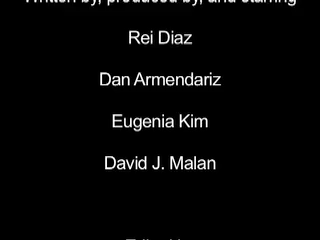 Written by, produced by, and starring
Rei Diaz
Dan Armendariz
Eugenia Kim
David J. Malan